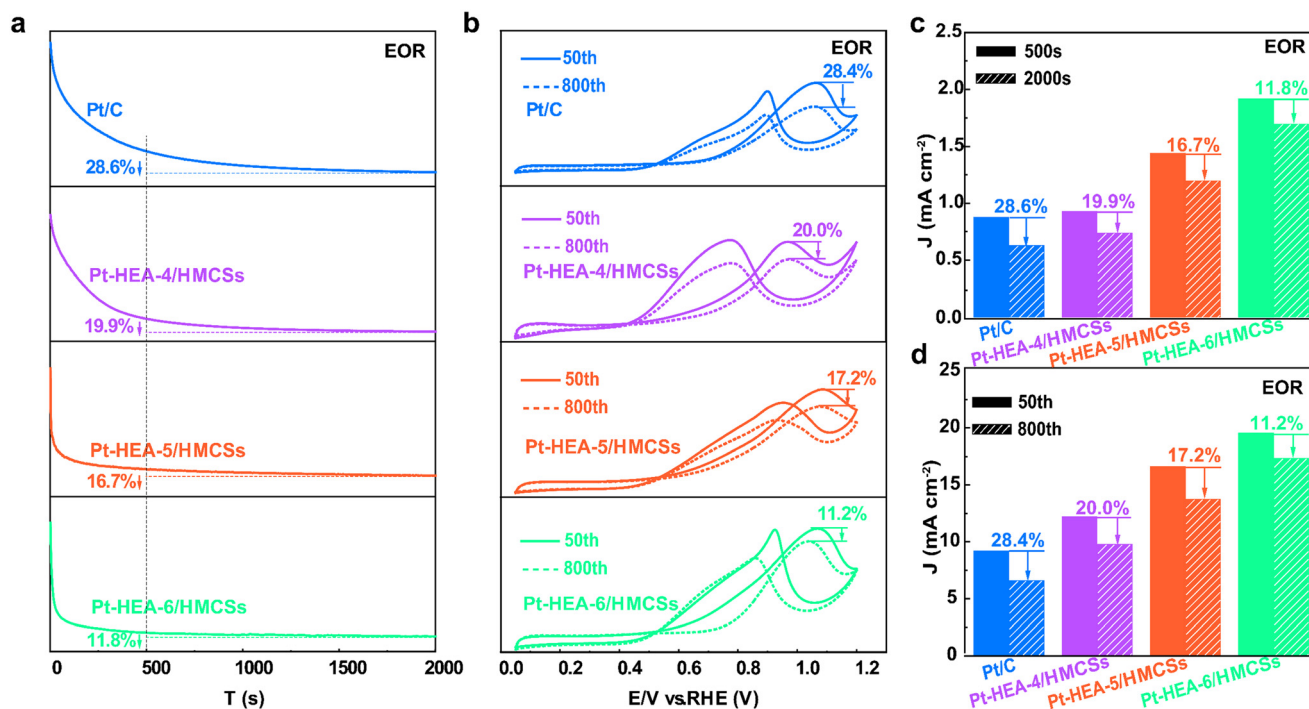 a
EOR
Pt/C
28.6%
Pt-HEA-4/HMCSs
19.9%
Pt-HEA-5/HMCSs
16.7%
Pt-HEA-6/HMCSs
11.8%
0 500 1000 1500 2000
T (s)
b
EOR
50th
800th
Pt/C
28.4%
50th
800th
Pt-HEA-4/HMCSs
20.0%
50th
800th
Pt-HEA-5/HMCSs
17.2%
50th
800th
Pt-HEA-6/HMCSs
11.2%
0.0 0.2 0.4 0.6 0.8 1.0 1.2
E/V vs.RHE (V)
c
EOR
500s
2000s
2.5
2.0
1.5
1.0
0.5
0.0
J (mA cm-2)
28.6%
19.9%
16.7%
11.8%
Pt/C
Pt-HEA-4/HMCSs
Pt-HEA-5/HMCSs
Pt-HEA-6/HMCSs
d
EOR
50th
800th
25
20
15
10
5
0
J (mA cm-2)
28.4%
20.0%
17.2%
11.2%
Pt/C
Pt-HEA-4/HMCSs
Pt-HEA-5/HMCSs
Pt-HEA-6/HMCSs